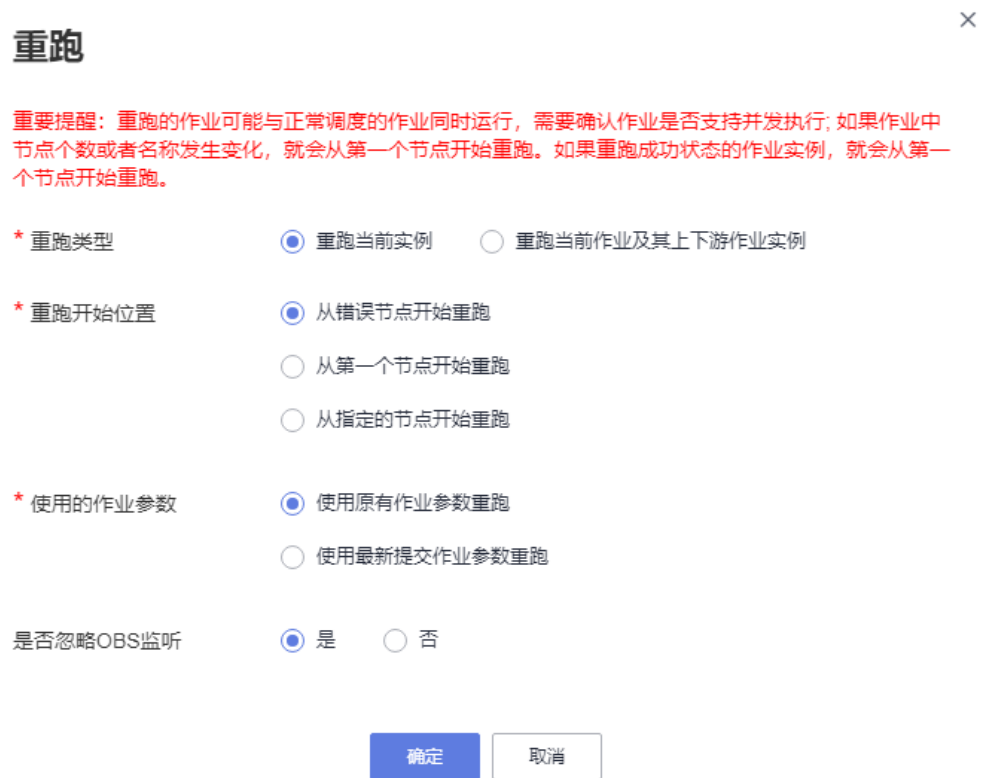 重跑
重要提醒：重跑的作业可能与正常调度的作业同时运行，需要确认作业是否支持并发执行; 如果作业中
节点个数或者名称发生变化，就会从第一个节点开始重跑。如果重跑成功状态的作业实例，就会从第一
个节点开始重跑。
* 重跑类型 重跑当前实例 重跑当前作业及其上下游作业实例
* 重跑开始位置 从错误节点开始重跑
从第一个节点开始重跑
从指定的节点开始重跑
* 使用的作业参数 使用原有作业参数重跑
使用最新提交作业参数重跑
是否忽略OBS监听 是 否
确定 取消